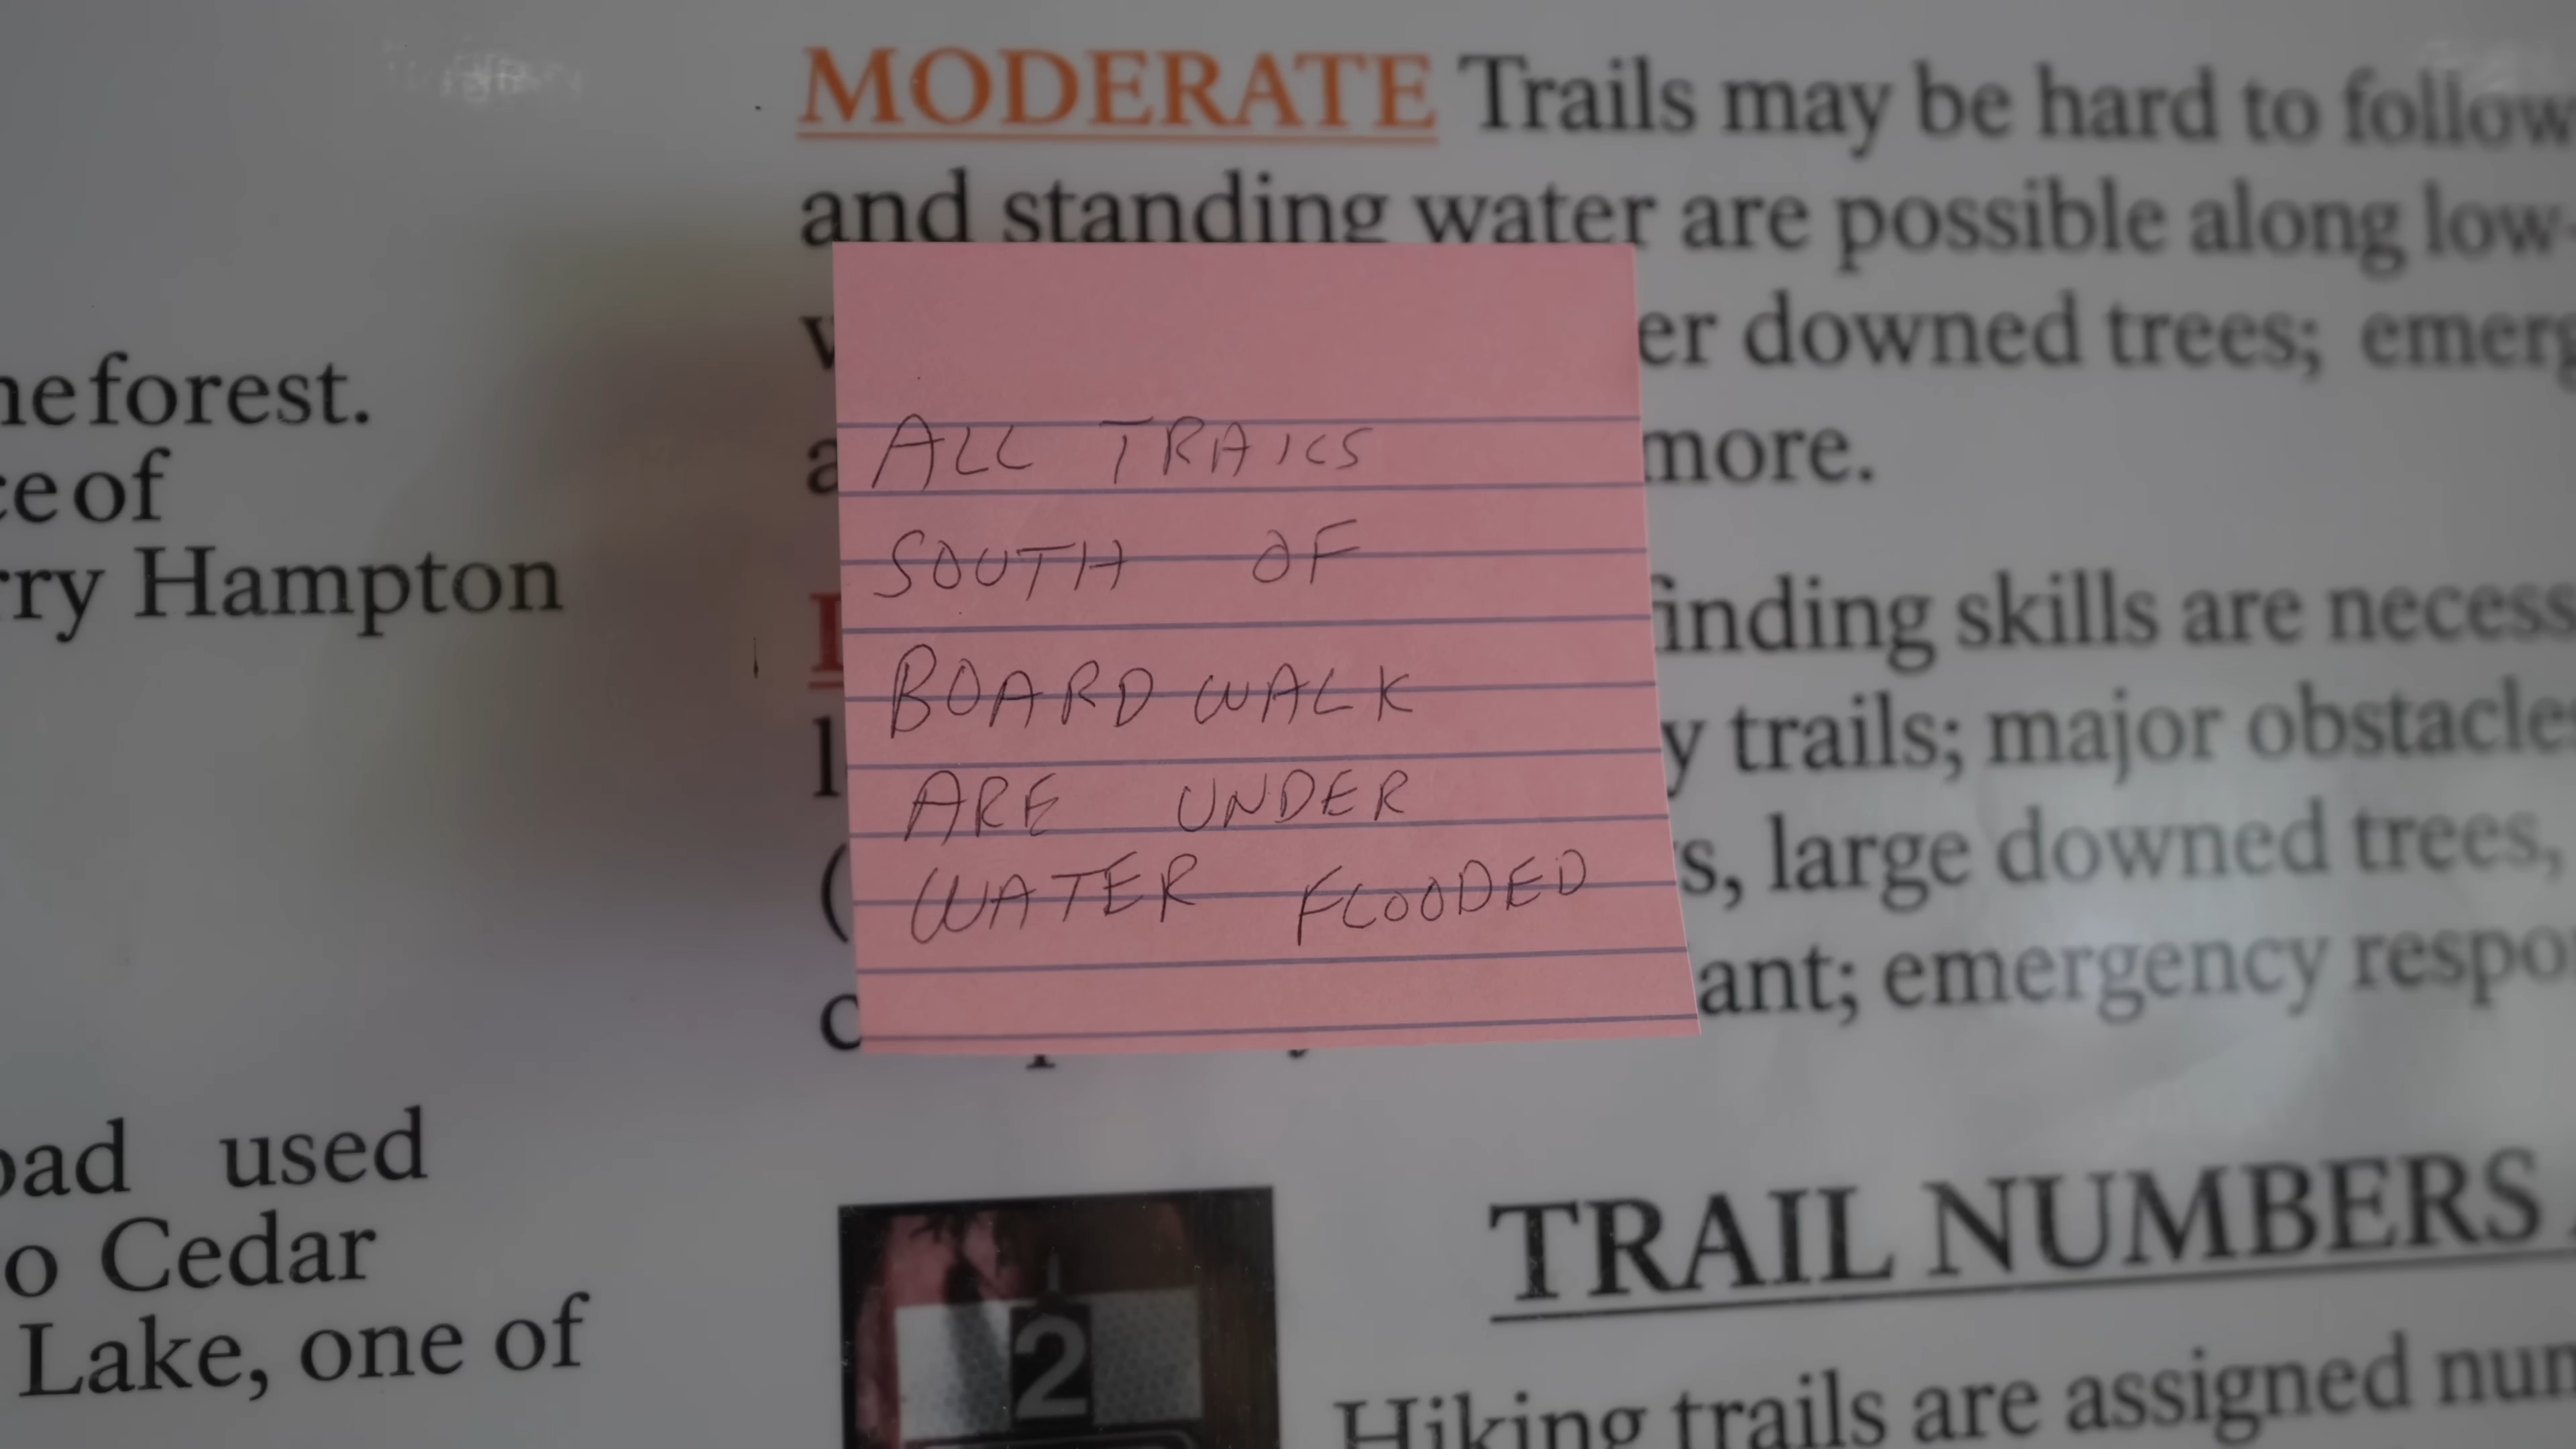 MODERATE Trails may be hard to follow
and standing water are possible along low-
er downed trees; emerg
more.
he forest.
ce of
rry Hampton
ALL TRAILS
SOUTH OF
BOARDWALK
ARE UNDER
WATER FLOODED
finding skills are necess
y trails; major obstacle
s, large downed trees,
ant; emergency respo
oad used
o Cedar
Lake, one of
2
TRAIL NUMBERS
Hiking trails are assigned num